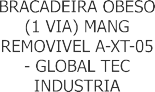 BRACADEIRA OBESO
(1 VIA) MANG
REMOVIVEL A-XT-05
- GLOBAL TEC
INDUSTRIA